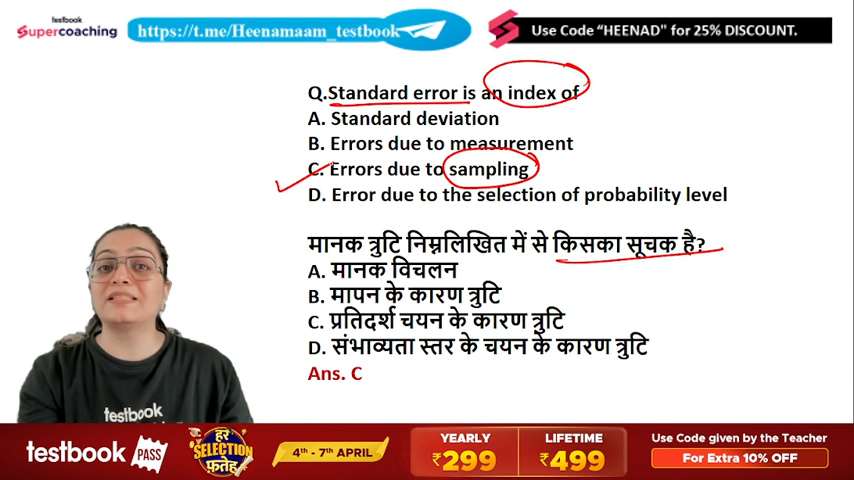 testbook
Supercoaching
https://t.me/Heenamaam_testbook
Use Code “HEENAD" for 25% DISCOUNT.
Q.Standard error is an index of
A. Standard deviation
B. Errors due to measurement
C. Errors due to sampling
D. Error due to the selection of probability level
मानक त्रुटि निम्नलिखित में से किसका सूचक है?
A. मानक विचलन
B. मापन के कारण त्रुटि
C. प्रतिदर्श चयन के कारण त्रुटि
D. संभाव्यता स्तर के चयन के कारण त्रुटि
Ans. C
testbook
testbook PASS
हर
SELECTION
फतेह
4th - 7th APRIL
YEARLY
₹299
LIFETIME
₹499
Use Code given by the Teacher
For Extra 10% OFF